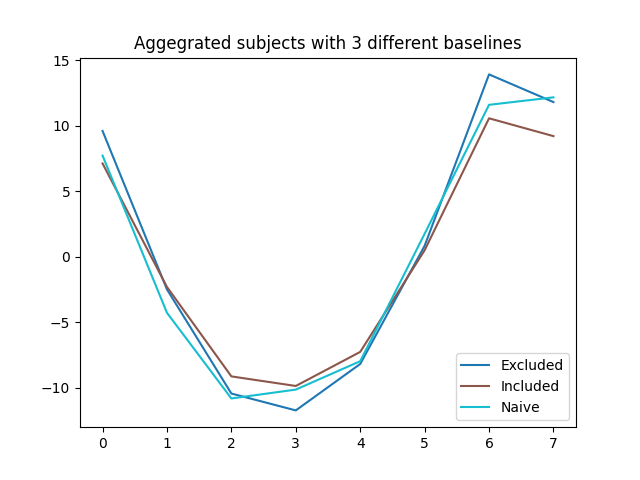 Aggegrated subjects with 3 different baselines
15
10
5
0
−5
−10
0 1 2 3 4 5 6 7
Excluded
Included
Naive